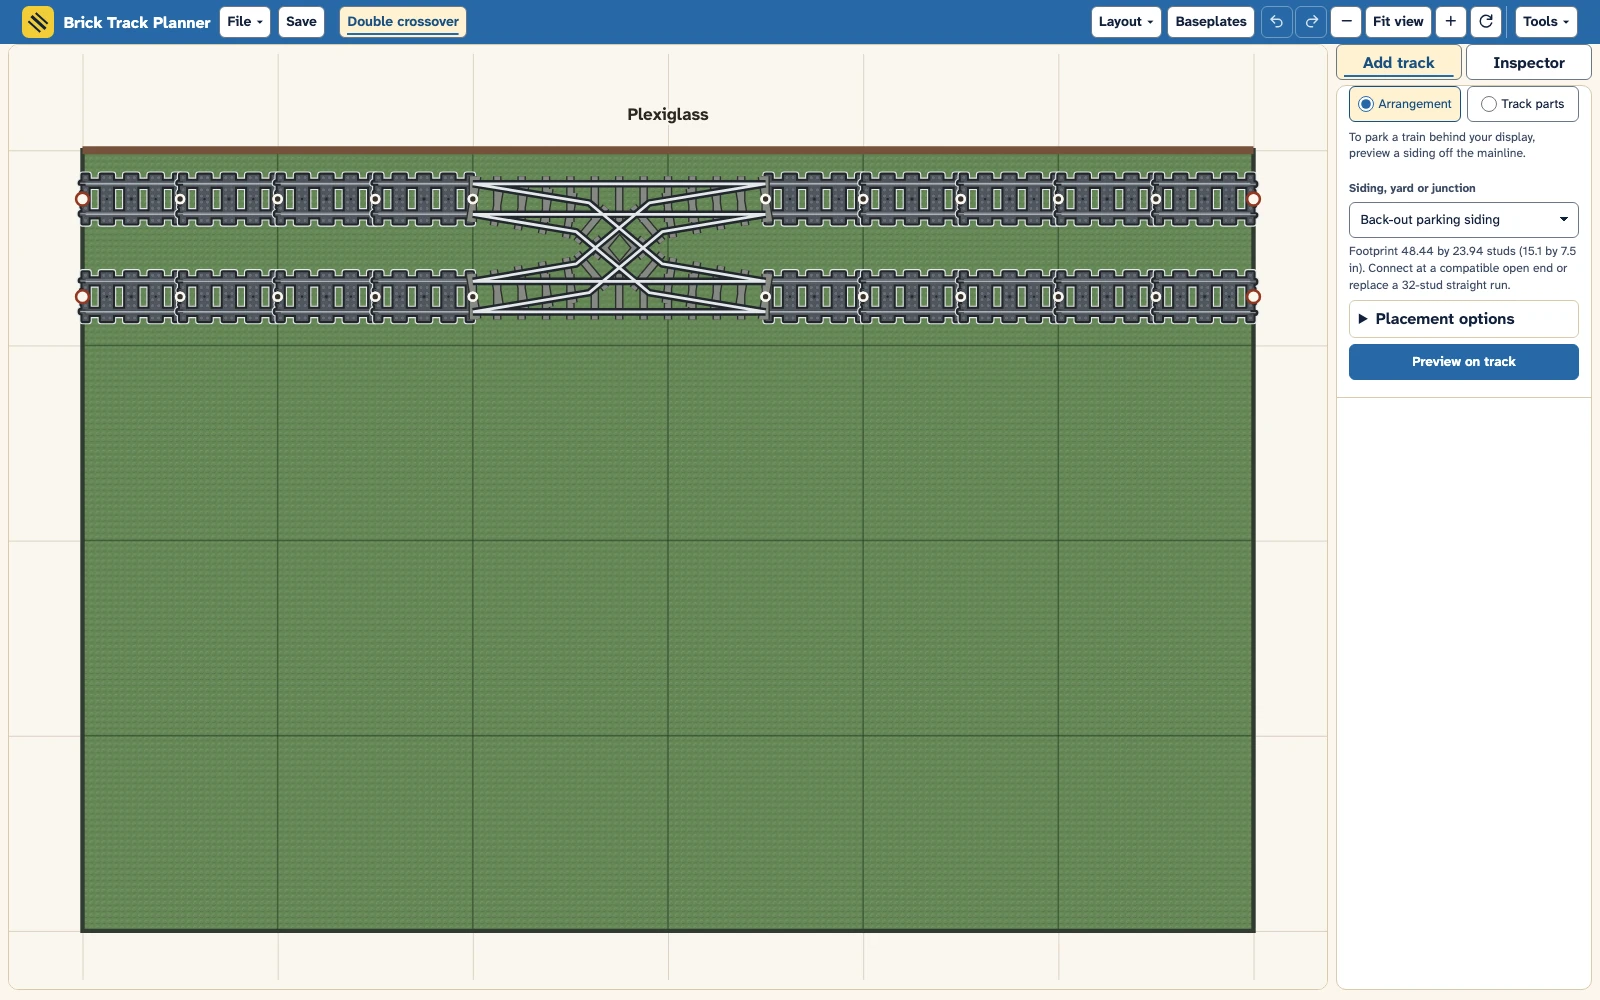 Brick Track Planner
File
Save
Double crossover
Layout
Baseplates
Fit view
Tools
Add track
Inspector
Arrangement
Track parts
To park a train behind your display,
preview a siding off the mainline.
Siding, yard or junction
Back-out parking siding
Footprint 48.44 by 23.94 studs (15.1 by 7.5
in). Connect at a compatible open end or
replace a 32-stud straight run.
Placement options
Preview on track
Plexiglass